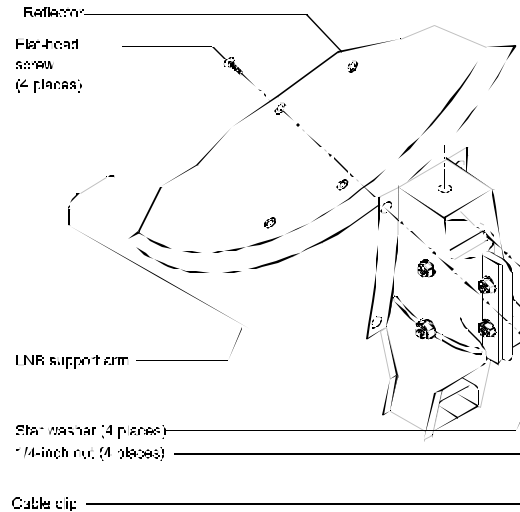 Reflector
Flat-head
screw
(4 places)
LNB support arm
Star washer (4 places)
1/4-inch nut (4 places)
Cable clip